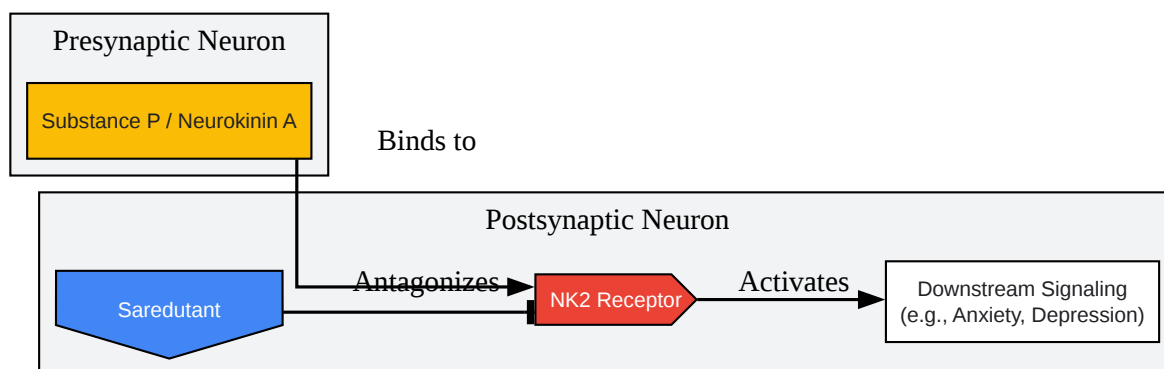 Presynaptic Neuron
Substance P / Neurokinin A
Binds to
Postsynaptic Neuron
Saredutant
Antagonizes
NK2 Receptor
Activates
Downstream Signaling
(e.g., Anxiety, Depression)